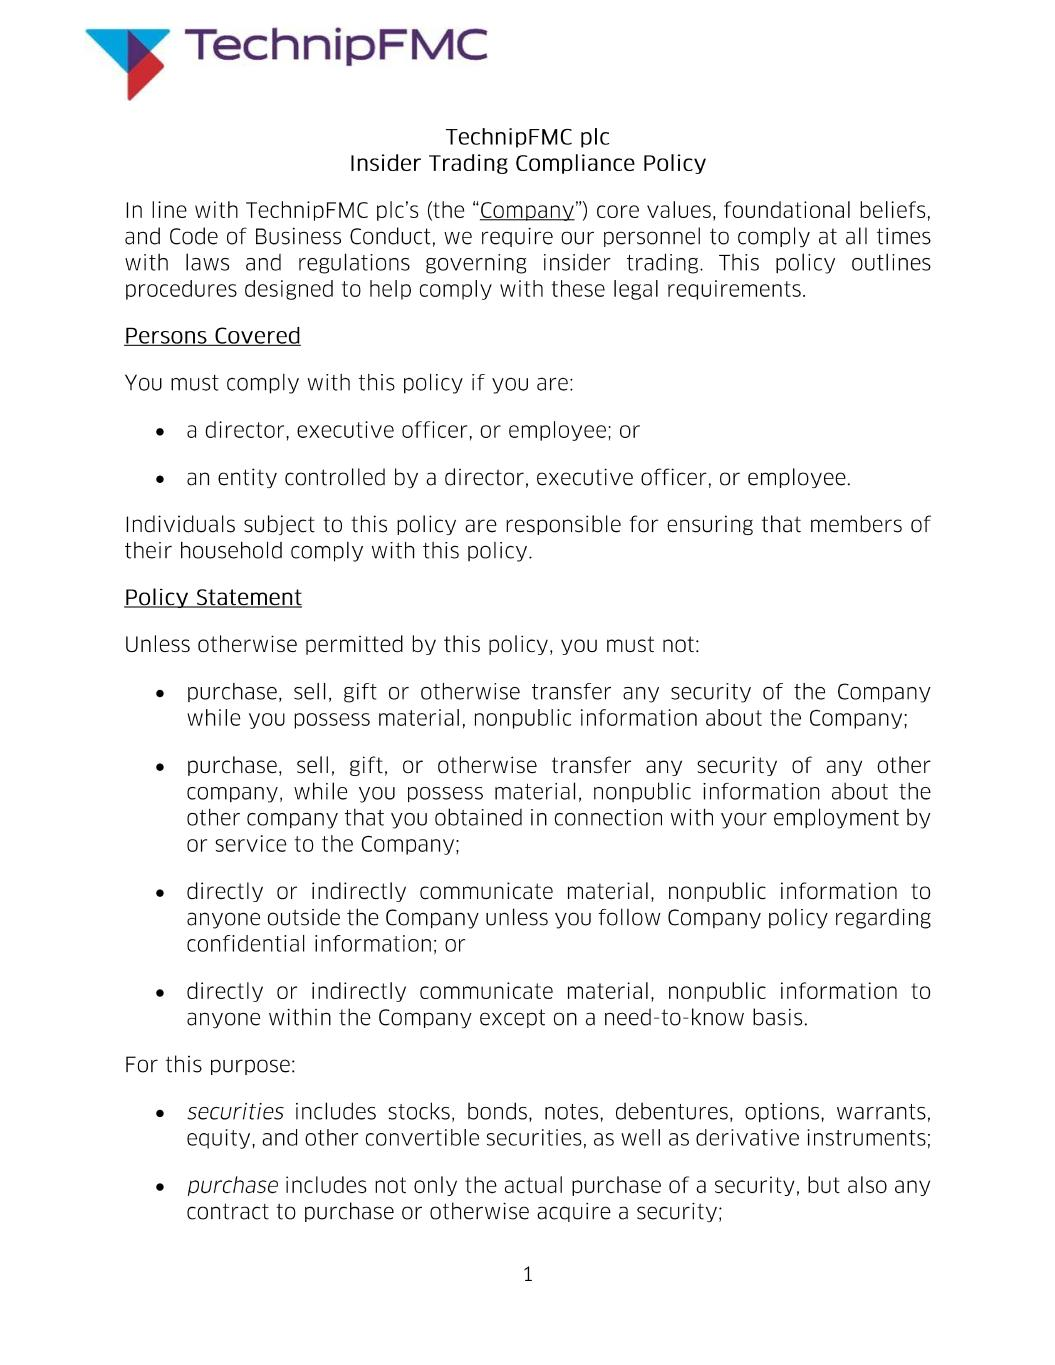 TechnipFMC
TechnipFMC plc
Insider Trading Compliance Policy
In line with TechnipFMC plc’s (the “Company”) core values, foundational beliefs,
and Code of Business Conduct, we require our personnel to comply at all times
with laws and regulations governing insider trading. This policy outlines
procedures designed to help comply with these legal requirements.
Persons Covered
You must comply with this policy if you are:
• a director, executive officer, or employee; or
• an entity controlled by a director, executive officer, or employee.
Individuals subject to this policy are responsible for ensuring that members of
their household comply with this policy.
Policy Statement
Unless otherwise permitted by this policy, you must not:
• purchase, sell, gift or otherwise transfer any security of the Company
while you possess material, nonpublic information about the Company;
• purchase, sell, gift, or otherwise transfer any security of any other
company, while you possess material, nonpublic information about the
other company that you obtained in connection with your employment by
or service to the Company;
• directly or indirectly communicate material, nonpublic information to
anyone outside the Company unless you follow Company policy regarding
confidential information; or
• directly or indirectly communicate material, nonpublic information to
anyone within the Company except on a need-to-know basis.
For this purpose:
• securities includes stocks, bonds, notes, debentures, options, warrants,
equity, and other convertible securities, as well as derivative instruments;
• purchase includes not only the actual purchase of a security, but also any
contract to purchase or otherwise acquire a security;
1